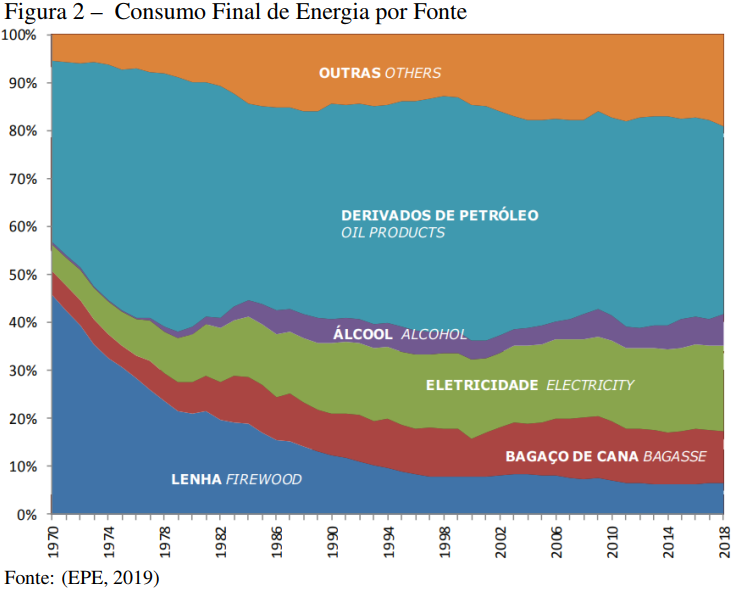 Figura 2 – Consumo Final de Energia por Fonte
100%
90%
80%
70%
60%
50%
40%
30%
20%
10%
0%
OUTRAS OTHERS
DERIVADOS DE PETRÓLEO
OIL PRODUCTS
ÁLCOOL ALCOHOL
ELETRICIDADE ELECTRICITY
BAGAÇO DE CANA BAGASSE
LENHA FIREWOOD
1970
1974
1978
1982
1986
1990
1994
1998
2002
2006
2010
2014
2018
Fonte: (EPE, 2019)